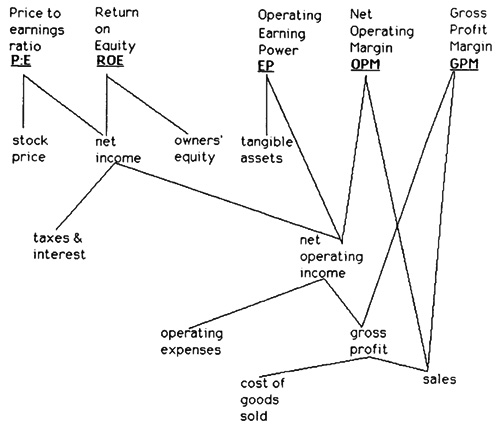 Price to
earnings
ratio
P:E
Return
on
Equity
ROE
Operating
Earning
Power
EP
Net
Operating
Margin
OPM
Gross
Profit
Margin
GPM
stock
price
net
income
owners'
equity
tangible
assets
taxes &
interest
net
operating
income
operating
expenses
gross
profit
cost of
goods
sold
sales